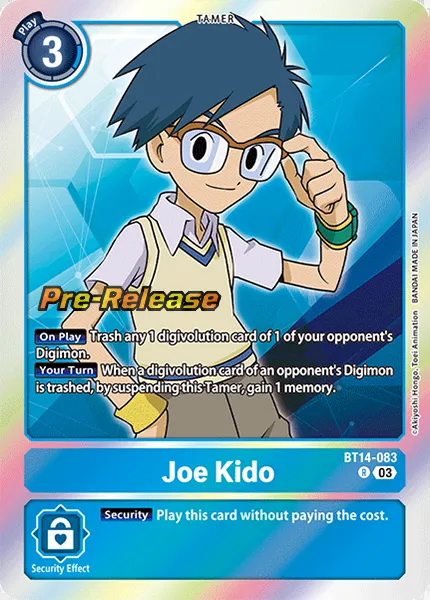 TAMER
Play
3
Pre-Release
On Play Trash any 1 digivolution card of 1 of your opponent's
Digimon.
Your Turn When a digivolution card of an opponent's Digimon
is trashed, by suspending this Tamer, gain 1 memory.
©Akiyoshi Hongo, Toei Animation BANDAI MADE IN JAPAN
BT14-083
Joe Kido
R 03
Security Play this card without paying the cost.
Security Effect